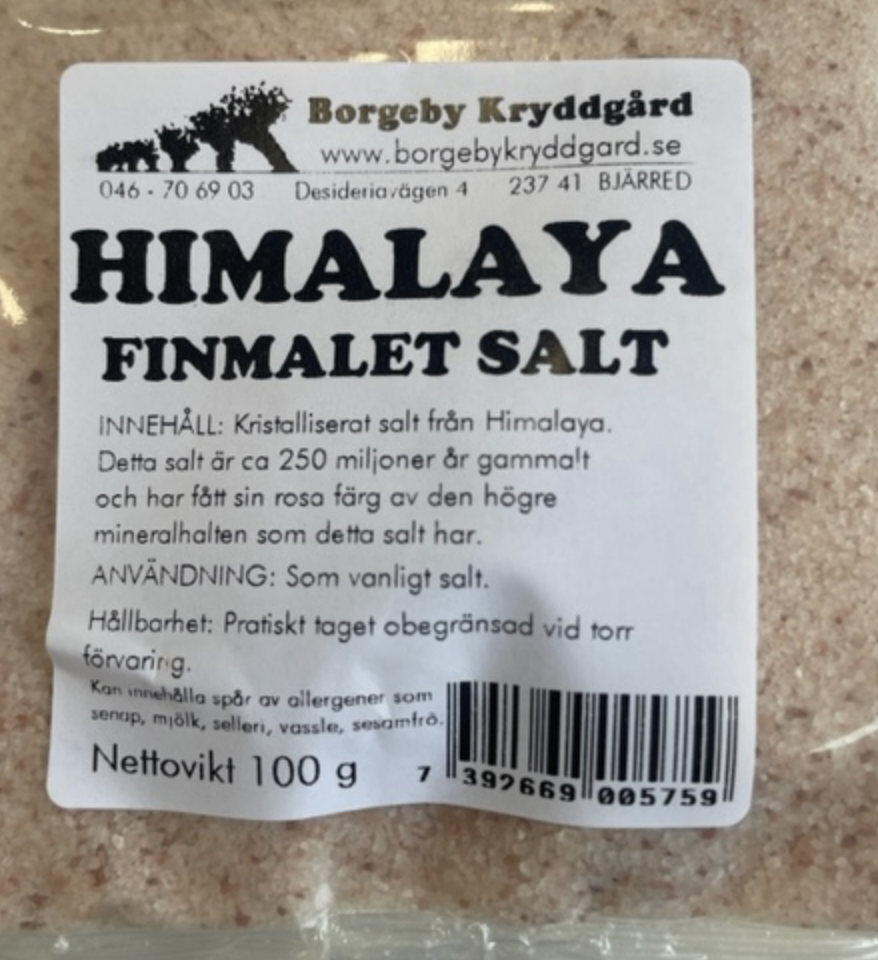 Borgeby Kryddgård
www.borgebykryddgard.se
046 - 70 69 03 Desideriavägen 4 237 41 BJÄRRED
HIMALAYA
FINMALET SALT
INNEHÅLL: Kristalliserat salt från Himalaya.
Detta salt är ca 250 miljoner år gammalt
och har fått sin rosa färg av den högre
mineralhalten som detta salt har.
ANVÄNDNING: Som vanligt salt.
Hållbarhet: Pratiskt taget obegränsad vid torr
förvaring.
Kan innehålla spår av allergener som
senap, mjölk, selleri, vassle, sesamfrö.
Nettovikt 100 g
7 392669 005759